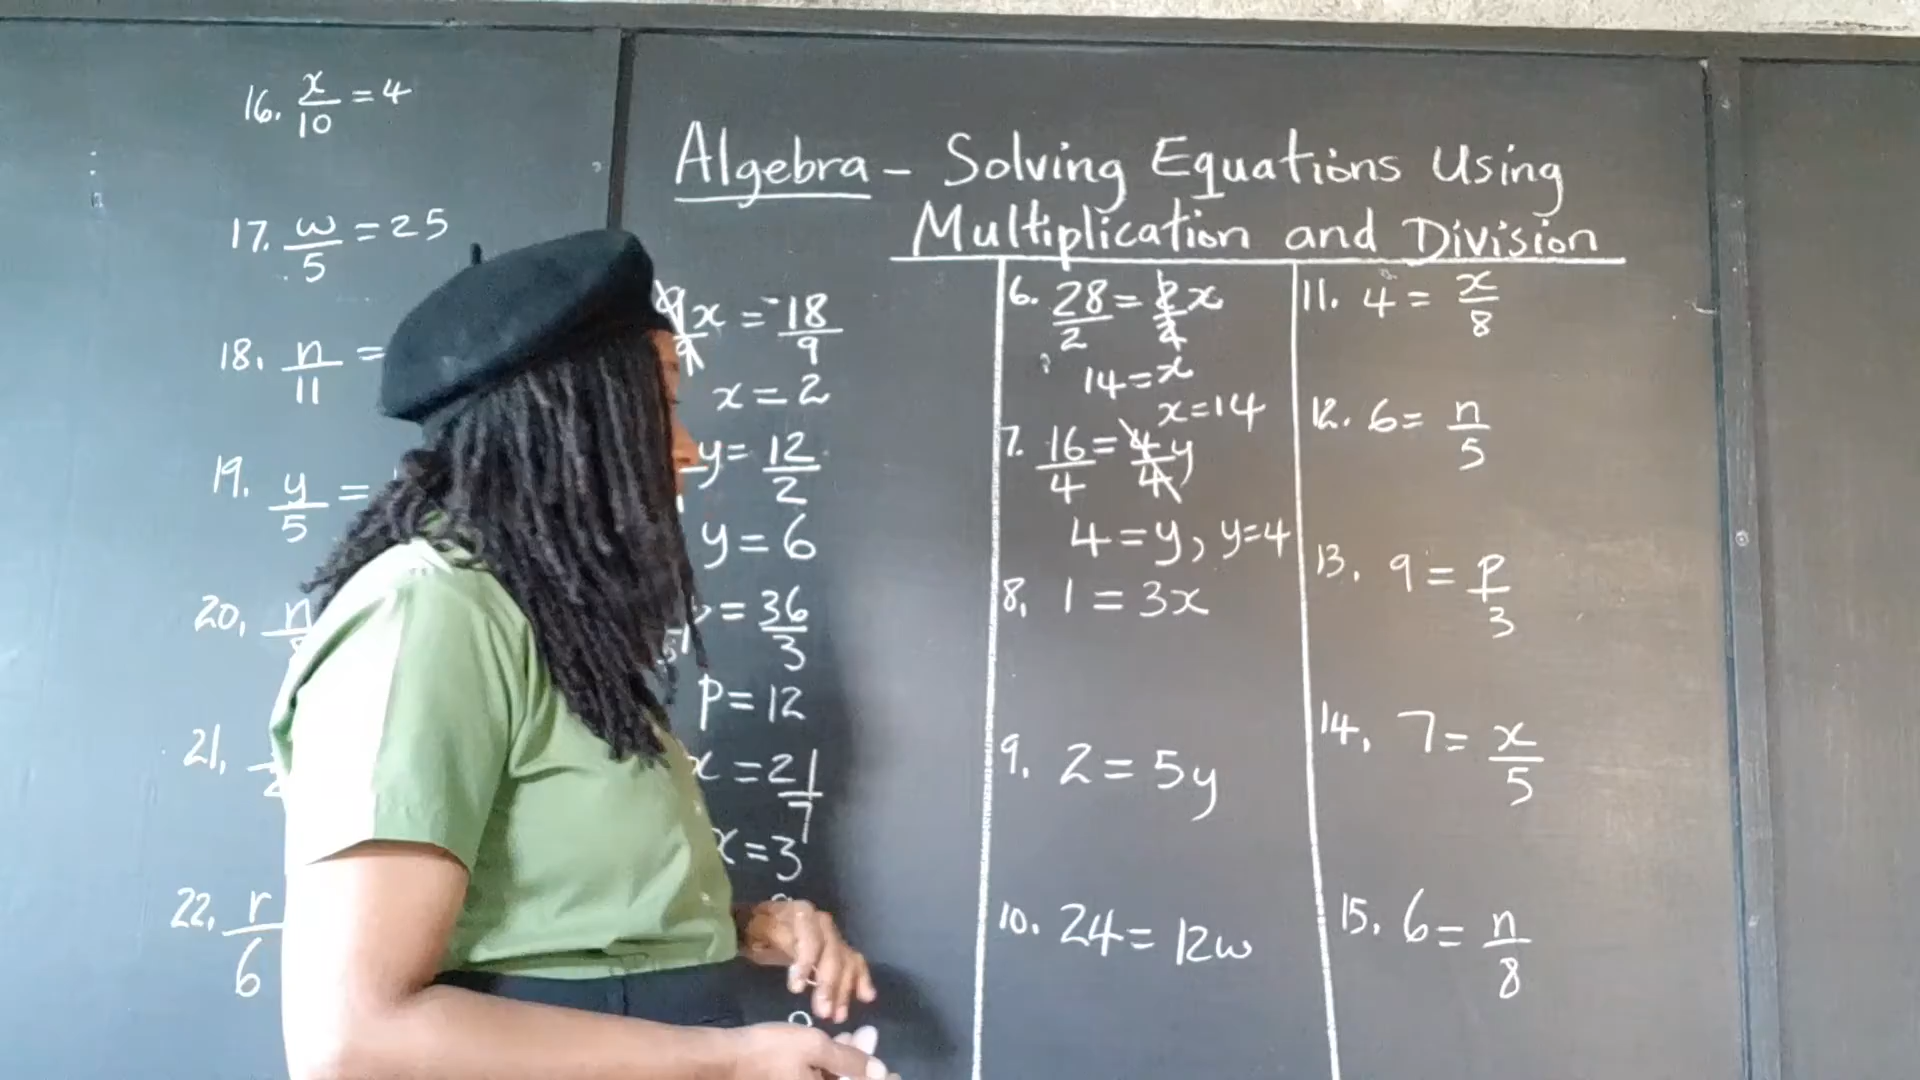 16. x/10 = 4
17. w/5 = 25
18. n/11 =
19. y/5 =
20. n
21.
22. r/6
Algebra - Solving Equations Using
Multiplication and Division
9x/9 = 18/9
x = 2
y = 12/2
y = 6
= 36/3
p = 12
x = 21/7
x = 3
6. 28/2 = 2x/2
14 = x
x = 14
7. 16/4 = 4y/4
4 = y, y = 4
8. 1 = 3x
9. 2 = 5y
10. 24 = 12w
11. 4 = x/8
12. 6 = n/5
13. 9 = p/3
14. 7 = x/5
15. 6 = n/8